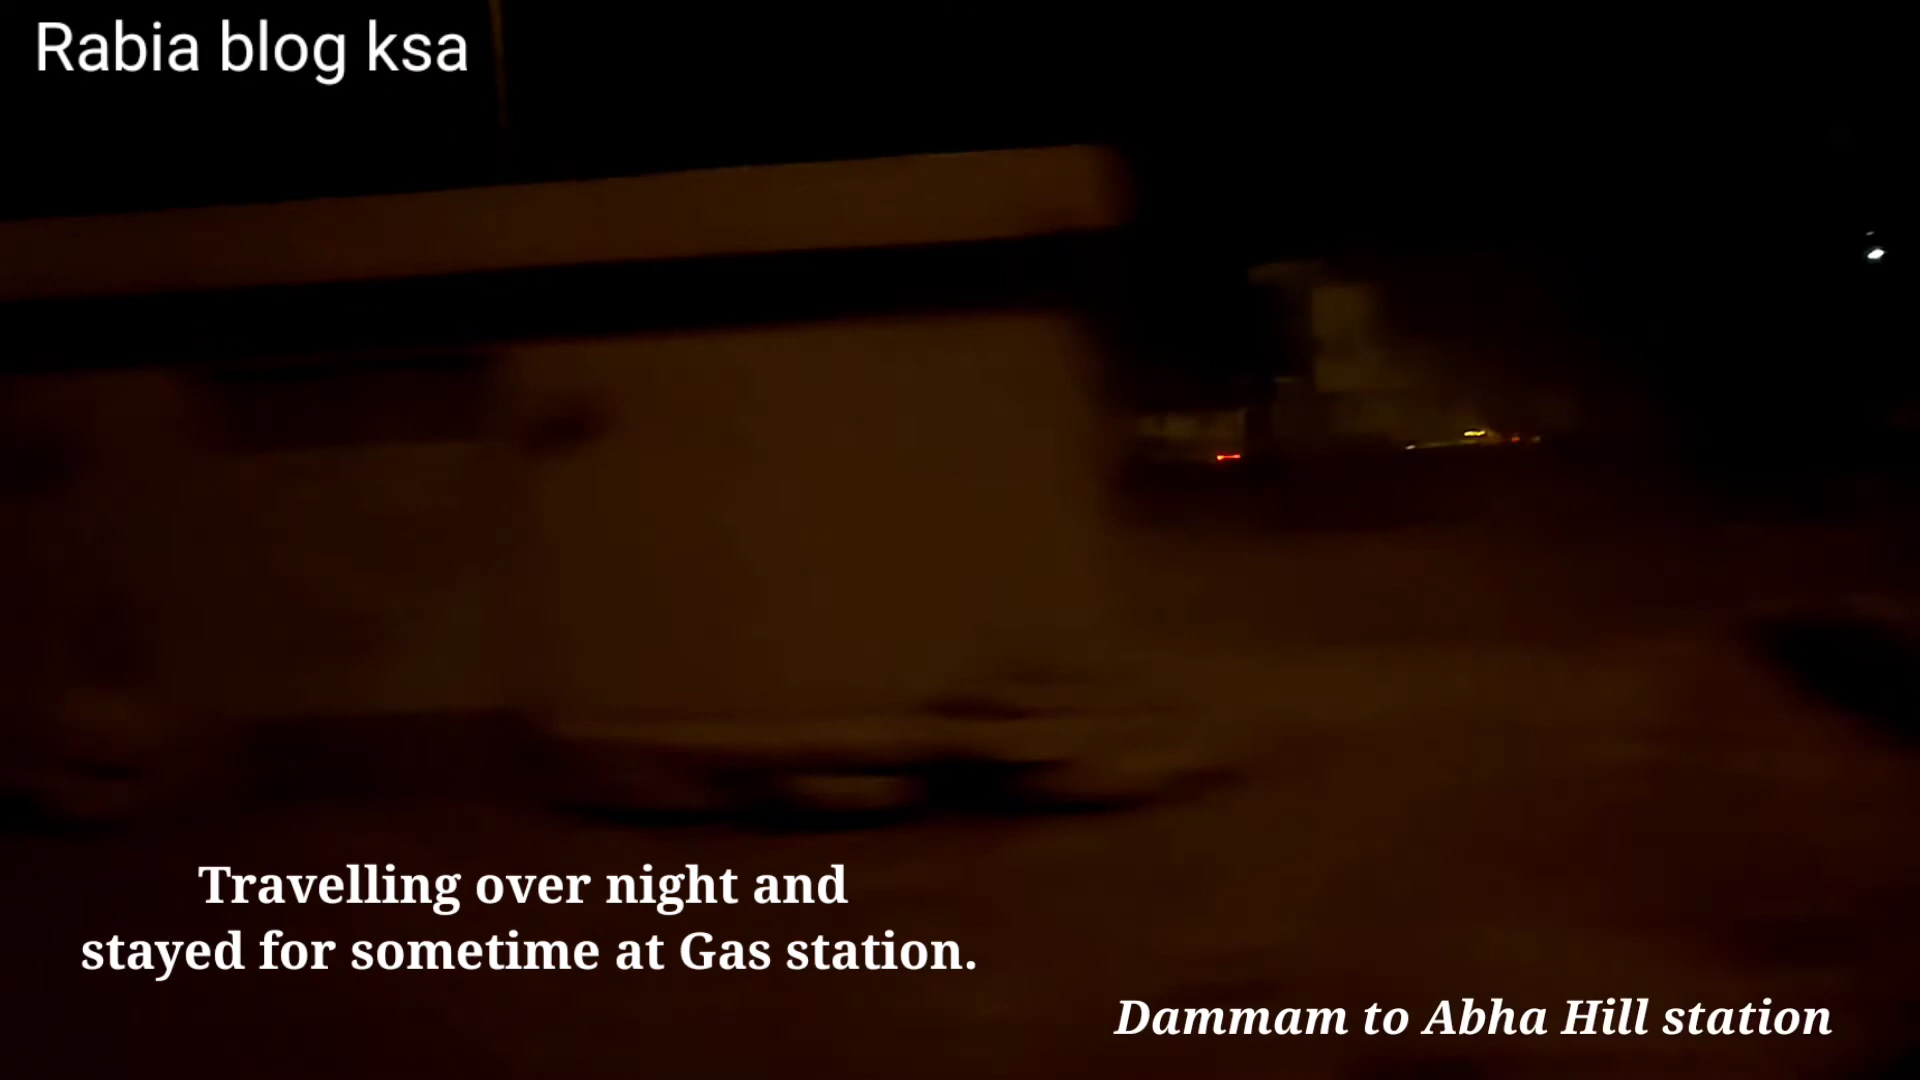 Rabia blog ksa
Travelling over night and
stayed for sometime at Gas station.
Dammam to Abha Hill station